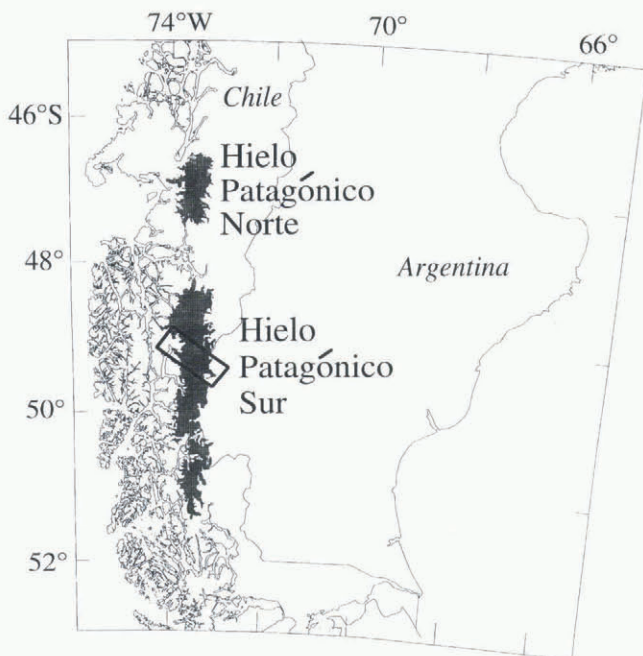 74°W
70°
66°
46°S
Chile
Hielo
Patagónico
Norte
48°
Argentina
Hielo
Patagónico
Sur
50°
52°